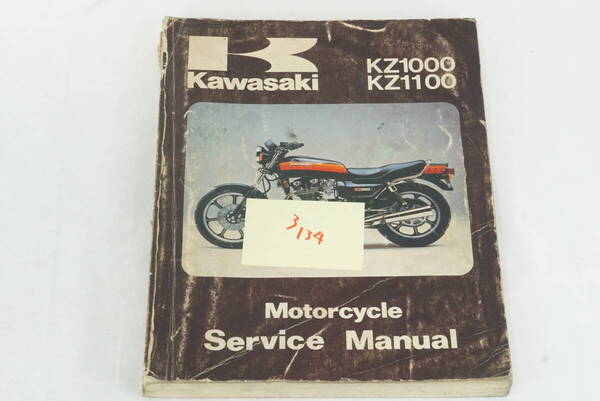 Kawasaki
KZ1000
KZ1100
3134
Motorcycle
Service Manual